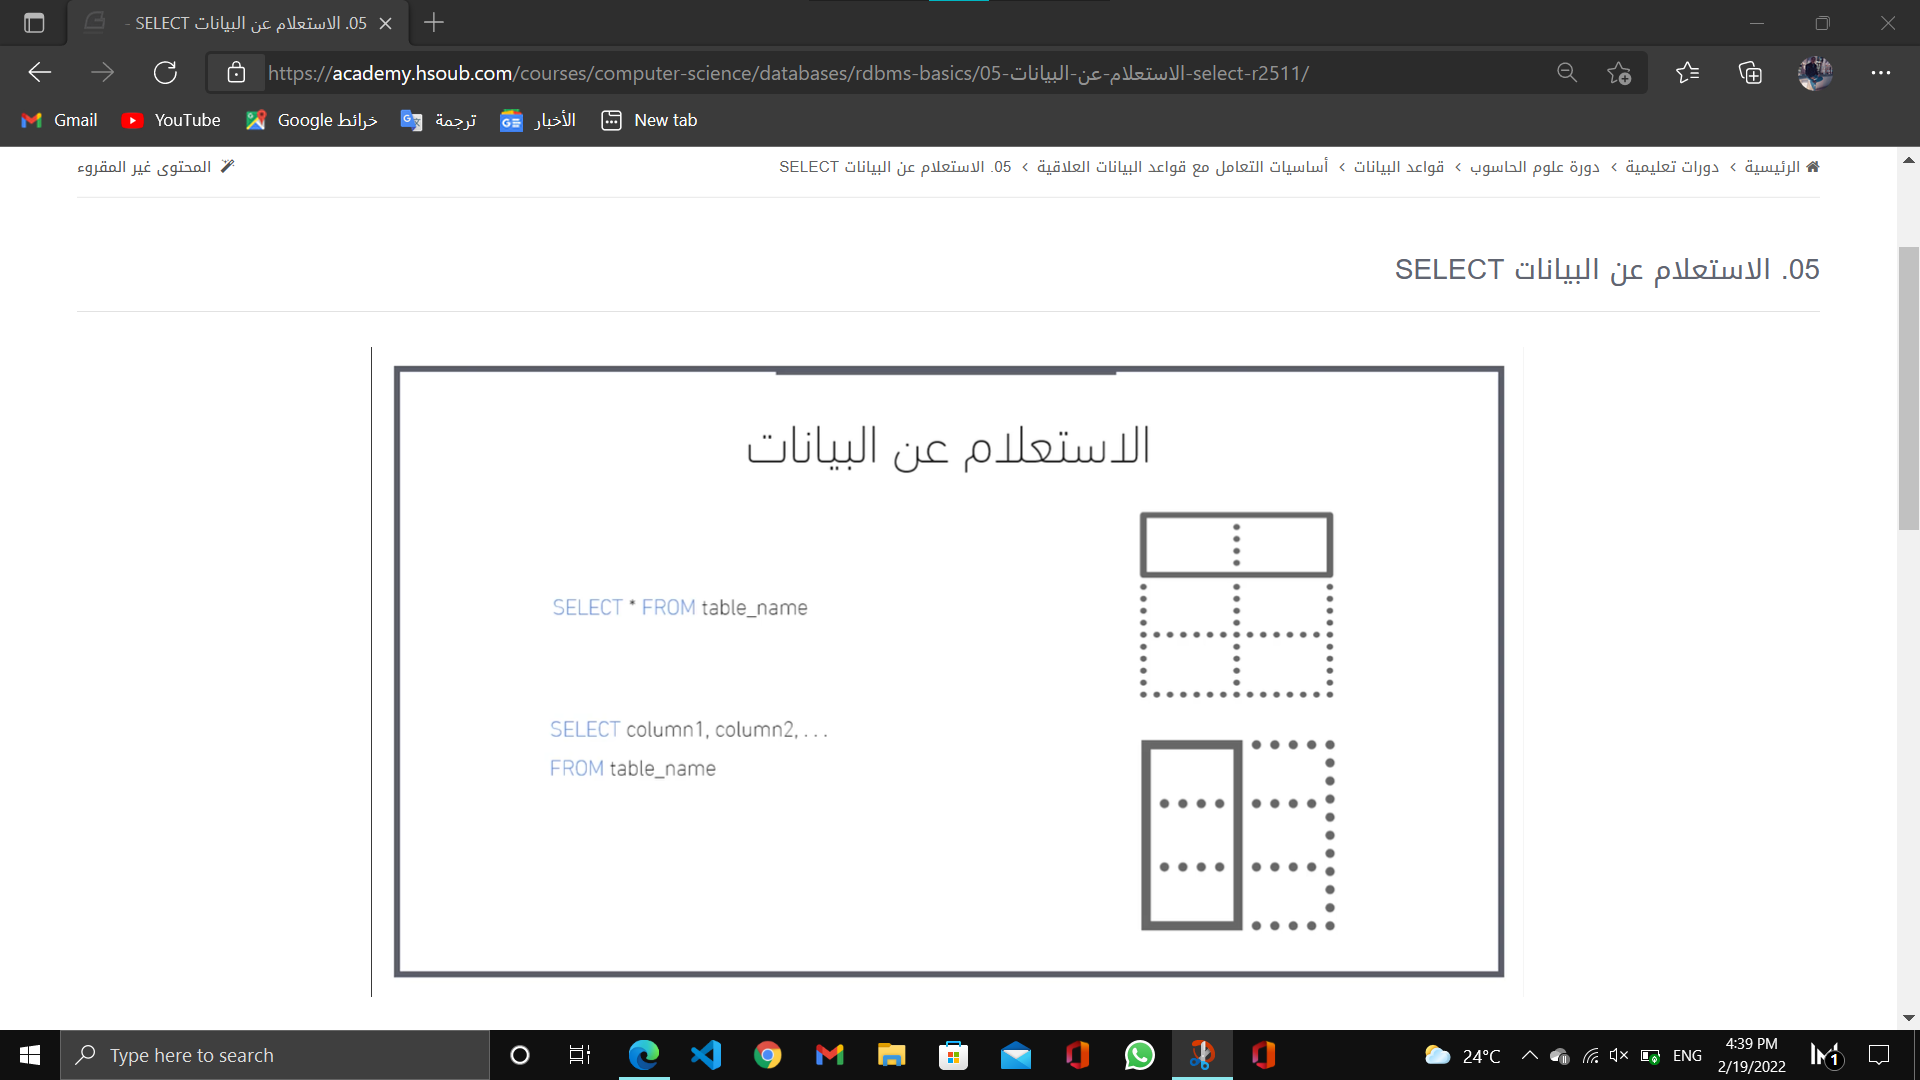 05. الاستعلام عن البيانات SELECT -
https://academy.hsoub.com/courses/computer-science/databases/rdbms-basics/05-الاستعلام-عن-البيانات-select-r2511/
Gmail
YouTube
خرائط Google
ترجمة
الأخبار
New tab
الرئيسية › دورات تعليمية › دورة علوم الحاسوب › قواعد البيانات › أساسيات التعامل مع قواعد البيانات العلاقية › 05. الاستعلام عن البيانات SELECT
المحتوى غير المقروء
05. الاستعلام عن البيانات SELECT
الاستعلام عن البيانات
SELECT * FROM table_name
SELECT column1, column2, . . .
FROM table_name
Type here to search
24°C
ENG
4:39 PM
2/19/2022
1